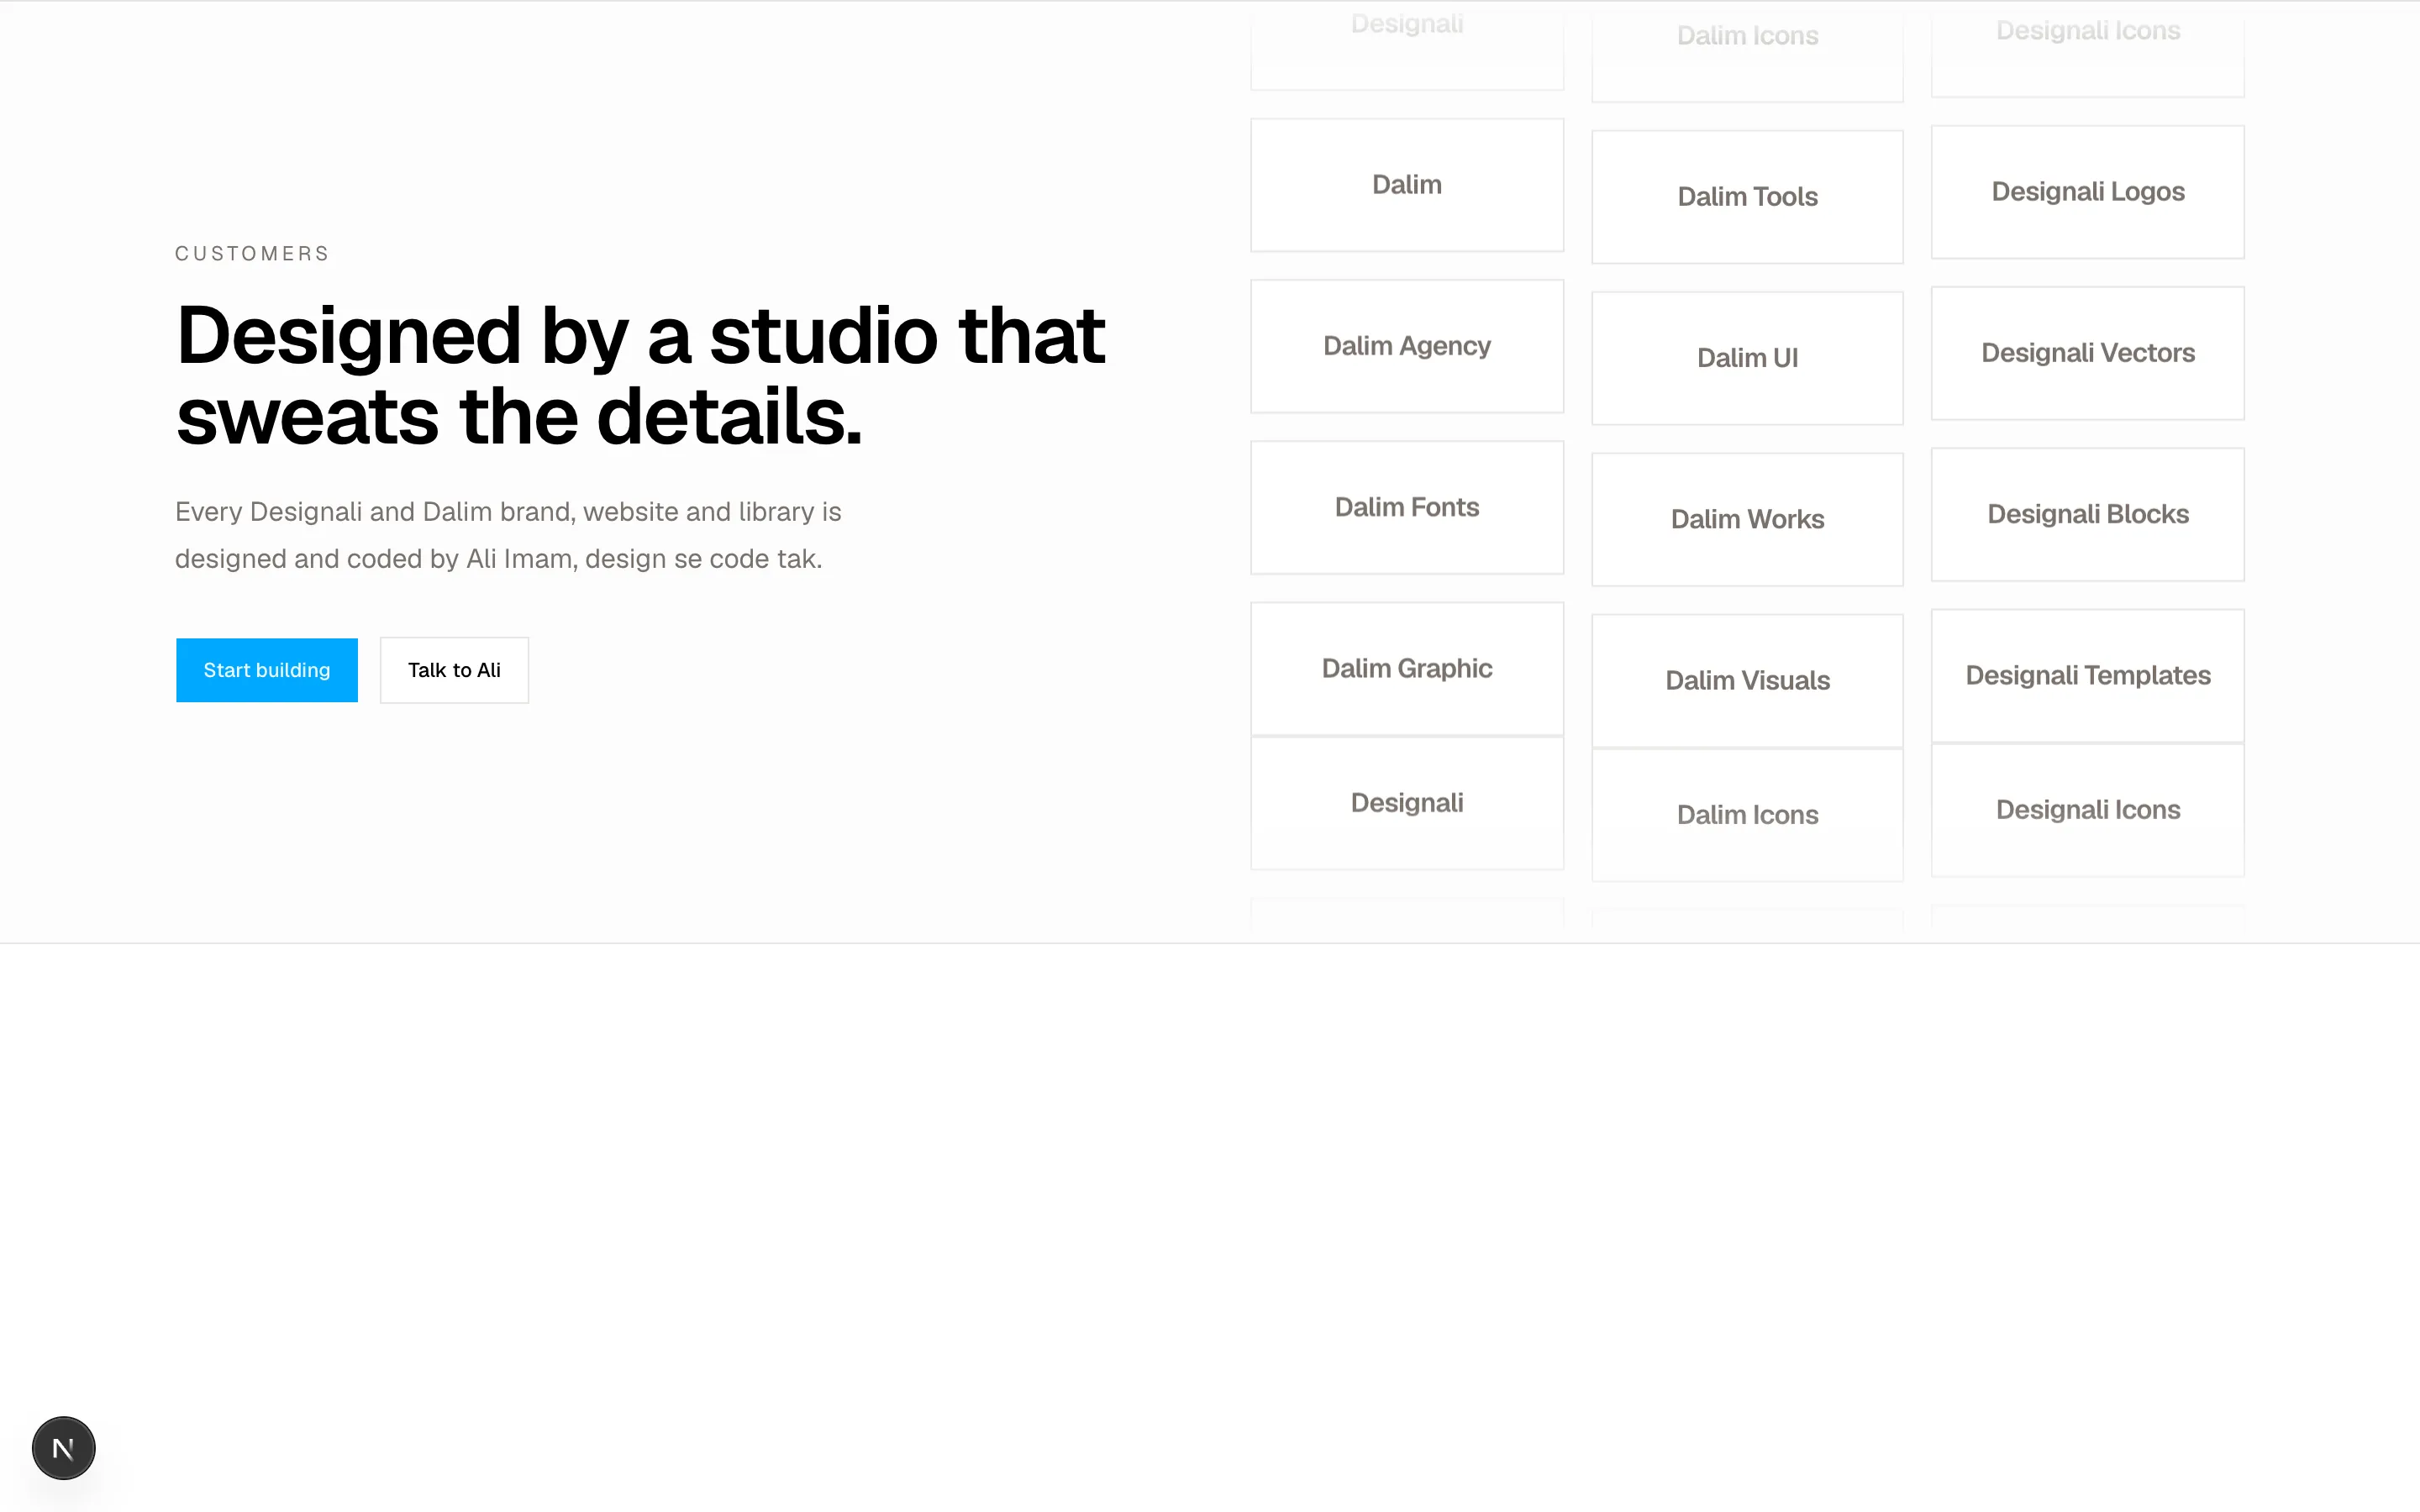 CUSTOMERS
Designed by a studio that
sweats the details.
Every Designali and Dalim brand, website and library is
designed and coded by Ali Imam, design se code tak.
Start building
Talk to Ali
Designali
Dalim
Dalim Agency
Dalim Fonts
Dalim Graphic
Designali
Dalim Icons
Dalim Tools
Dalim UI
Dalim Works
Dalim Visuals
Dalim Icons
Designali Icons
Designali Logos
Designali Vectors
Designali Blocks
Designali Templates
Designali Icons
N